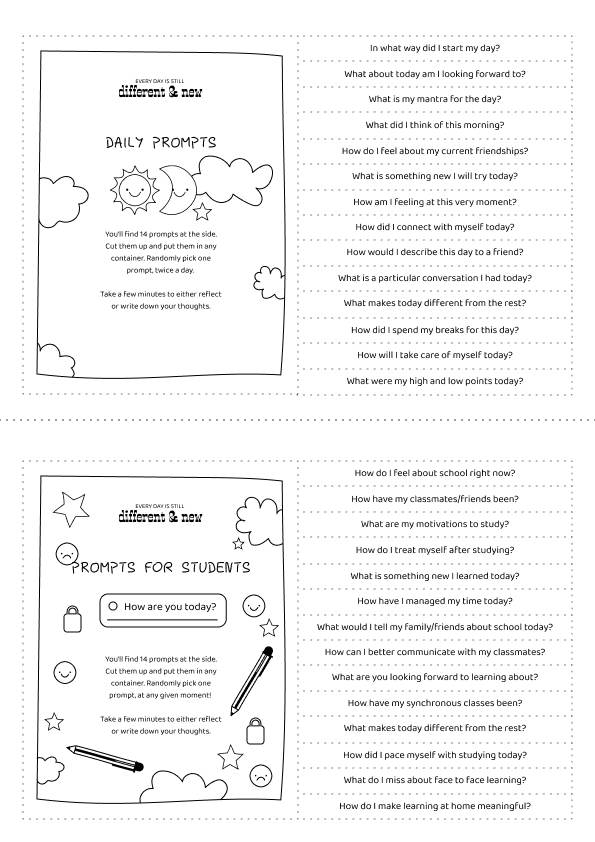 EVERY DAY IS STILL
different & new
DAILY PROMPTS
You'll find 14 prompts at the side.
Cut them up and put them in any
container. Randomly pick one
prompt, twice a day.
Take a few minutes to either reflect
or write down your thoughts.
In what way did I start my day?
What about today am I looking forward to?
What is my mantra for the day?
What did I think of this morning?
How do I feel about my current friendships?
What is something new I will try today?
How am I feeling at this very moment?
How did I connect with myself today?
How would I describe this day to a friend?
What is a particular conversation I had today?
What makes today different from the rest?
How did I spend my breaks for this day?
How will I take care of myself today?
What were my high and low points today?
EVERY DAY IS STILL
different & new
PROMPTS FOR STUDENTS
How are you today?
You'll find 14 prompts at the side.
Cut them up and put them in any
container. Randomly pick one
prompt, at any given moment!
Take a few minutes to either reflect
or write down your thoughts.
How do I feel about school right now?
How have my classmates/friends been?
What are my motivations to study?
How do I treat myself after studying?
What is something new I learned today?
How have I managed my time today?
What would I tell my family/friends about school today?
How can I better communicate with my classmates?
What are you looking forward to learning about?
How have my synchronous classes been?
What makes today different from the rest?
How did I pace myself with studying today?
What do I miss about face to face learning?
How do I make learning at home meaningful?